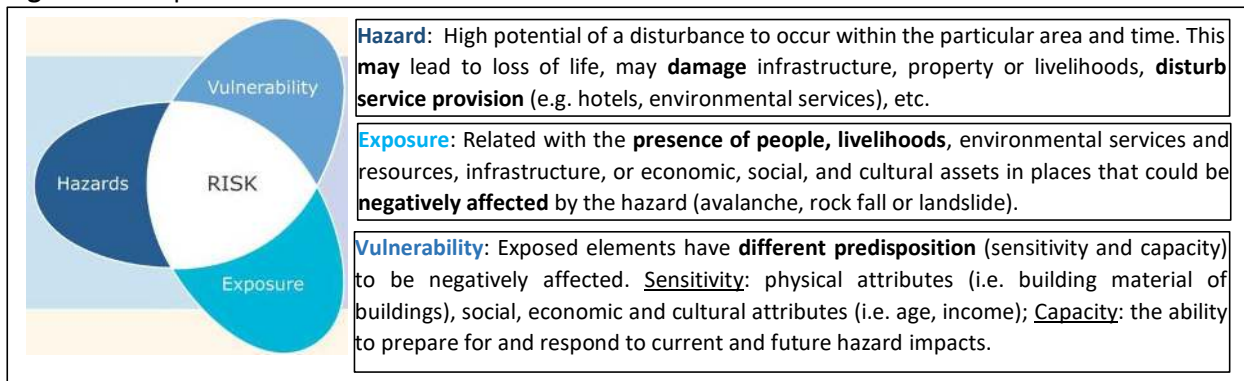 Vulnerability
Hazards
RISK
Exposure
Hazard:  High potential of a disturbance to occur within the particular area and time. This
may lead to loss of life, may damage infrastructure, property or livelihoods, disturb
service provision (e.g. hotels, environmental services), etc.
Exposure: Related with the presence of people, livelihoods, environmental services and
resources, infrastructure, or economic, social, and cultural assets in places that could be
negatively affected by the hazard (avalanche, rock fall or landslide).
Vulnerability: Exposed elements have different predisposition (sensitivity and capacity)
to be negatively affected. Sensitivity: physical attributes (i.e. building material of
buildings), social, economic and cultural attributes (i.e. age, income); Capacity: the ability
to prepare for and respond to current and future hazard impacts.